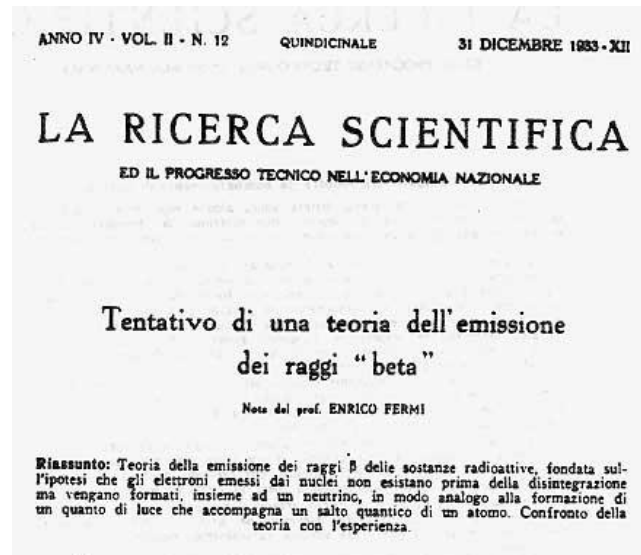 ANNO IV - VOL. II - N. 12 QUINDICINALE 31 DICEMBRE 1933-XII
LA RICERCA SCIENTIFICA
ED IL PROGRESSO TECNICO NELL'ECONOMIA NAZIONALE
Tentativo di una teoria dell'emissione
dei raggi "beta"
Note del prof. ENRICO FERMI
Riassunto: Teoria della emissione dei raggi β delle sostanze radioattive, fondata sul-
l'ipotesi che gli elettroni emessi dai nuclei non esistano prima della disintegrazione
ma vengano formati, insieme ad un neutrino, in modo analogo alla formazione di
un quanto di luce che accompagna un salto quantico di un atomo. Confronto della
teoria con l'esperienza.